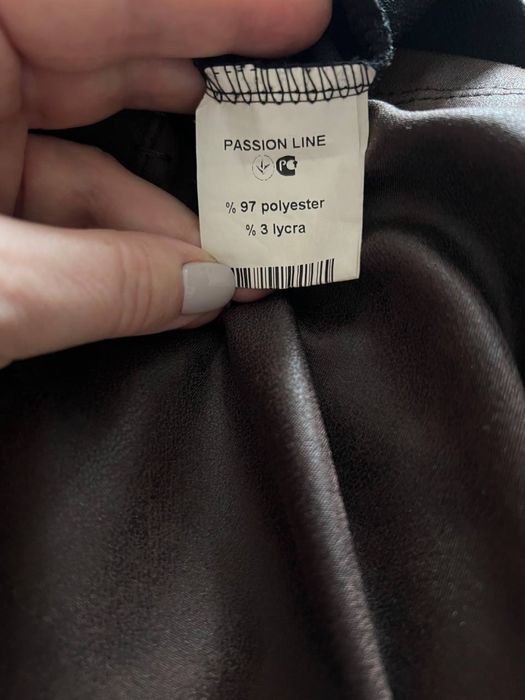 PASSION LINE
% 97 polyester
% 3 lycra